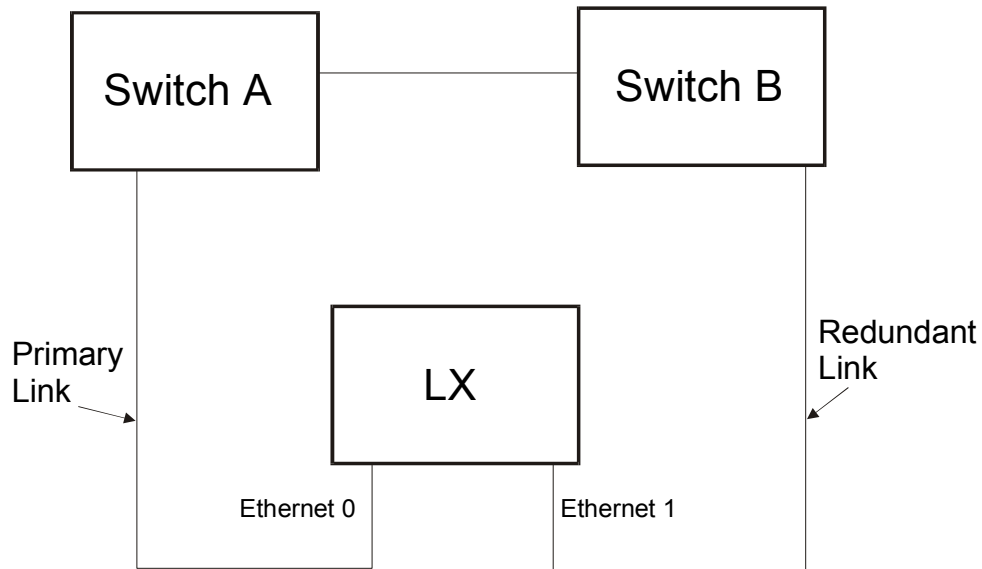 Switch A
Switch B
Primary
Link
Redundant
Link
LX
Ethernet 0
Ethernet 1